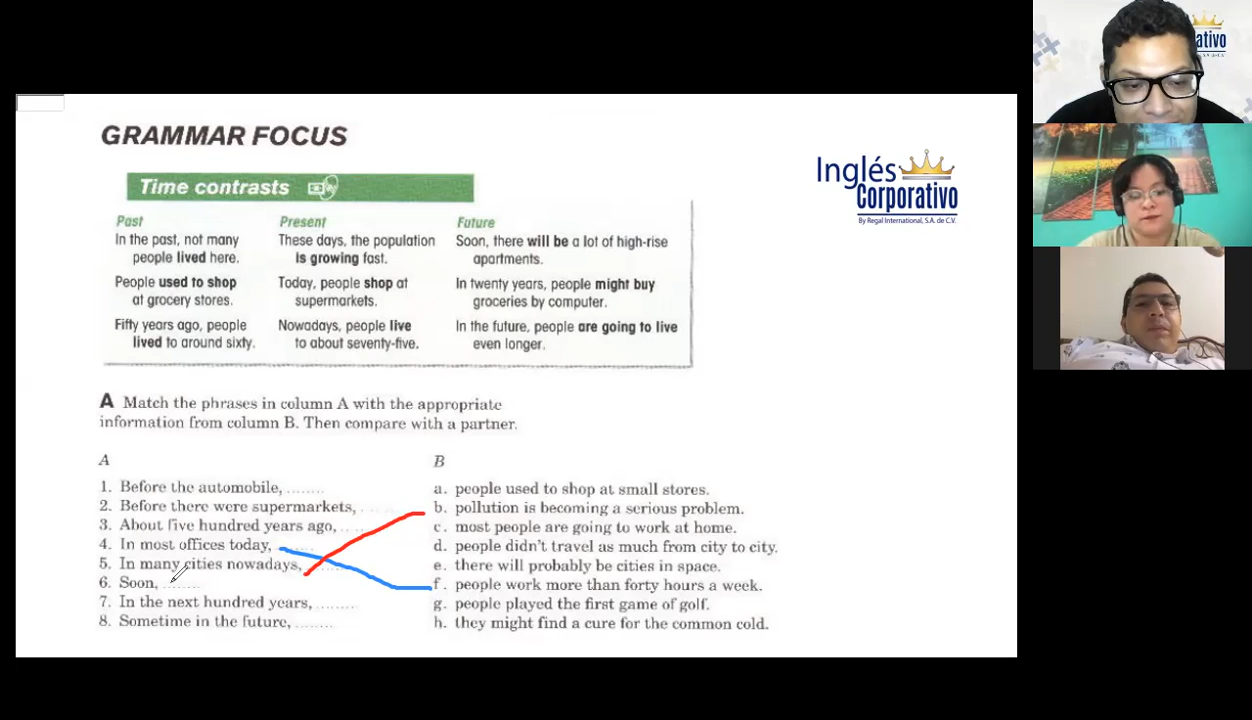 GRAMMAR FOCUS
Inglés
Corporativo
By Regal International, S.A. de C.V.
Time contrasts
Past
In the past, not many
people lived here.
People used to shop
at grocery stores.
Fifty years ago, people
lived to around sixty.
Present
These days, the population
is growing fast.
Today, people shop at
supermarkets.
Nowadays, people live
to about seventy-five.
Future
Soon, there will be a lot of high-rise
apartments.
In twenty years, people might buy
groceries by computer.
In the future, people are going to live
even longer.
A Match the phrases in column A with the appropriate
information from column B. Then compare with a partner.
A
1. Before the automobile, ........
2. Before there were supermarkets,
3. About five hundred years ago,
4. In most offices today,
5. In many cities nowadays,
6. Soon, ........
7. In the next hundred years, ........
8. Sometime in the future, ........
B
a. people used to shop at small stores.
b. pollution is becoming a serious problem.
c. most people are going to work at home.
d. people didn't travel as much from city to city.
e. there will probably be cities in space.
f. people work more than forty hours a week.
g. people played the first game of golf.
h. they might find a cure for the common cold.
ativo